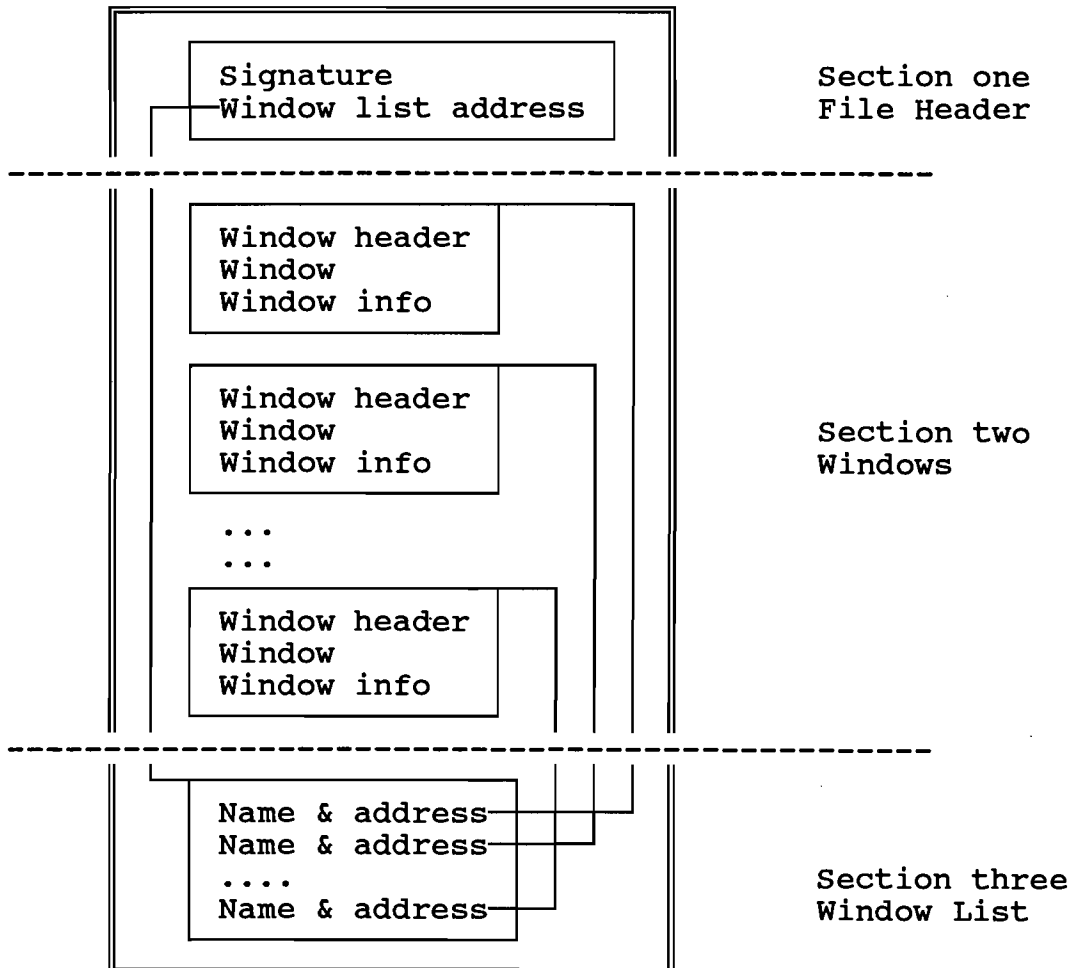 Signature
Window list address
Section one
File Header
Window header
Window
Window info
Window header
Window
Window info
Section two
Windows
...
...
Window header
Window
Window info
Name & address
Name & address
....
Name & address
Section three
Window List